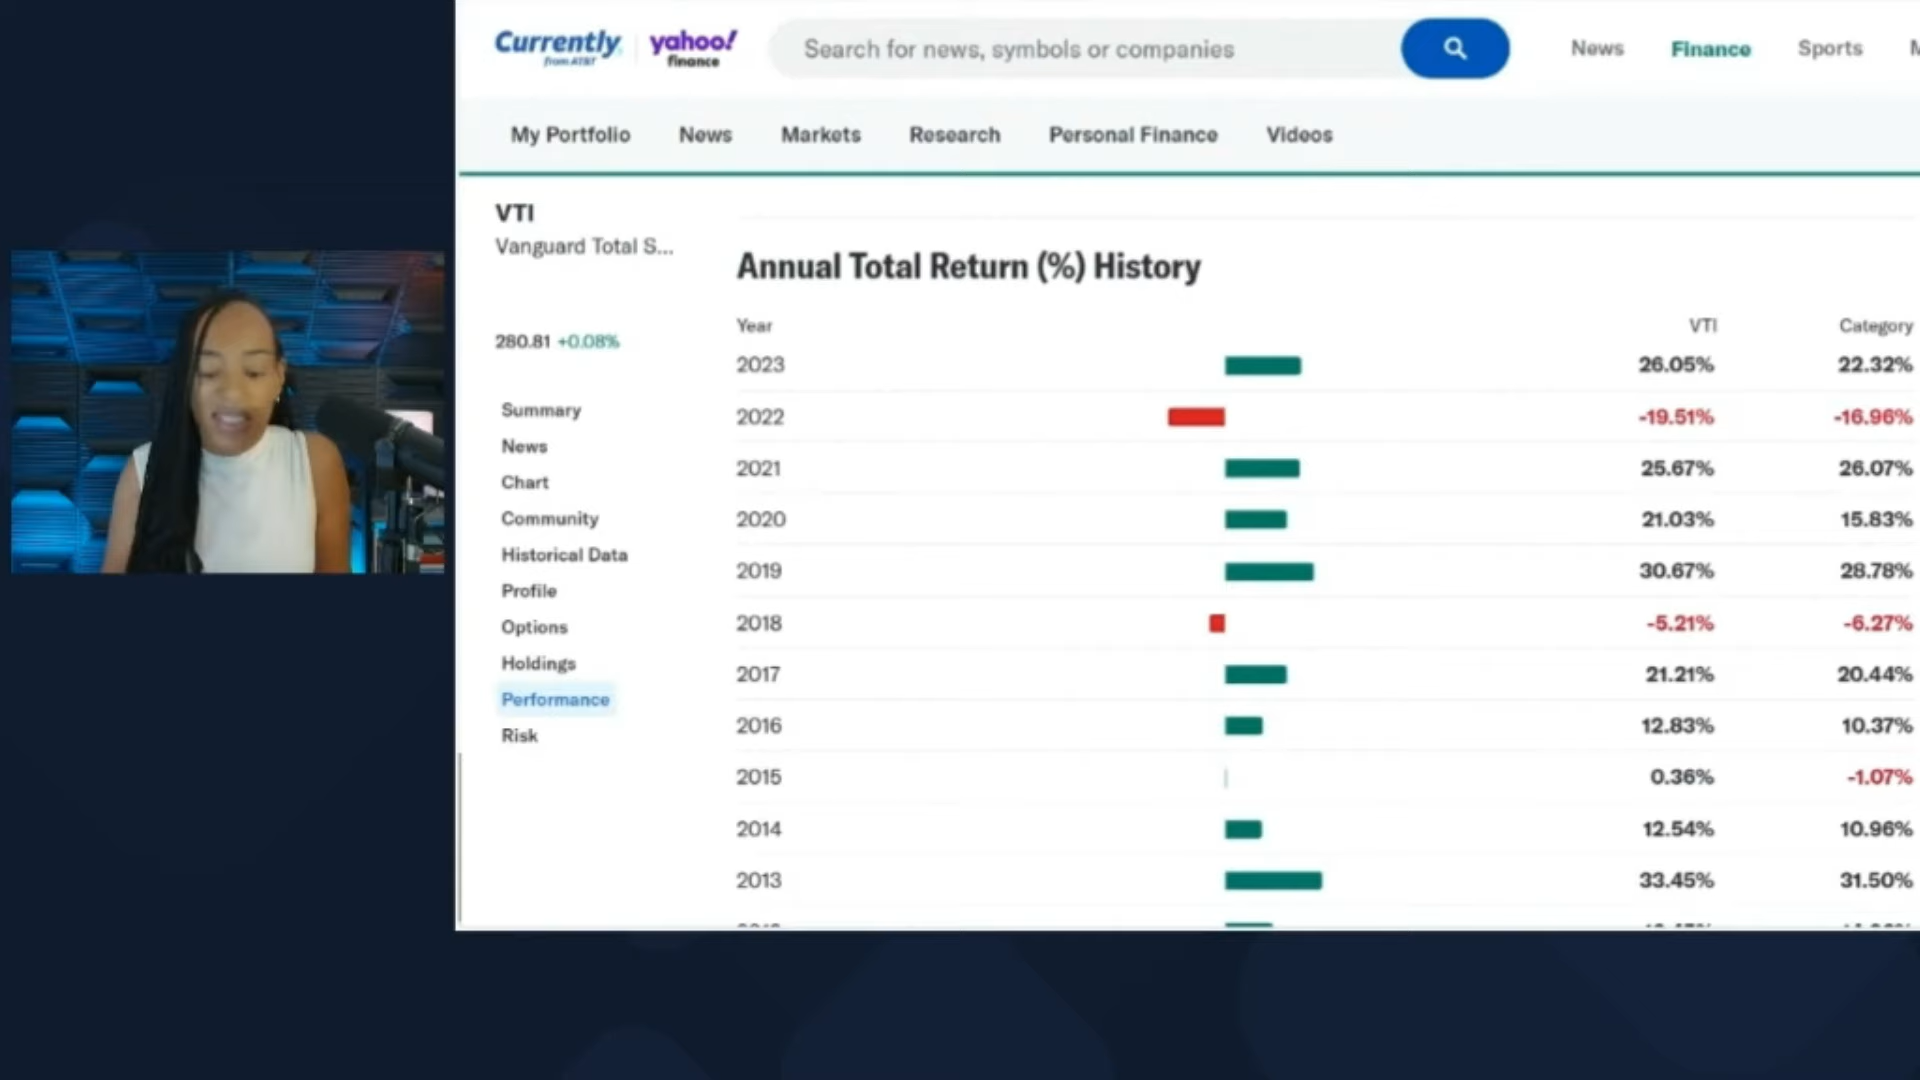 Currently
from AT&T
yahoo!
finance
Search for news, symbols or companies
News Finance Sports
My Portfolio News Markets Research Personal Finance Videos
VTI
Vanguard Total S...
280.81 +0.08%
Summary
News
Chart
Community
Historical Data
Profile
Options
Holdings
Performance
Risk
Annual Total Return (%) History
Year VTI Category
2023 26.05% 22.32%
2022 -19.51% -16.96%
2021 25.67% 26.07%
2020 21.03% 15.83%
2019 30.67% 28.78%
2018 -5.21% -6.27%
2017 21.21% 20.44%
2016 12.83% 10.37%
2015 0.36% -1.07%
2014 12.54% 10.96%
2013 33.45% 31.50%